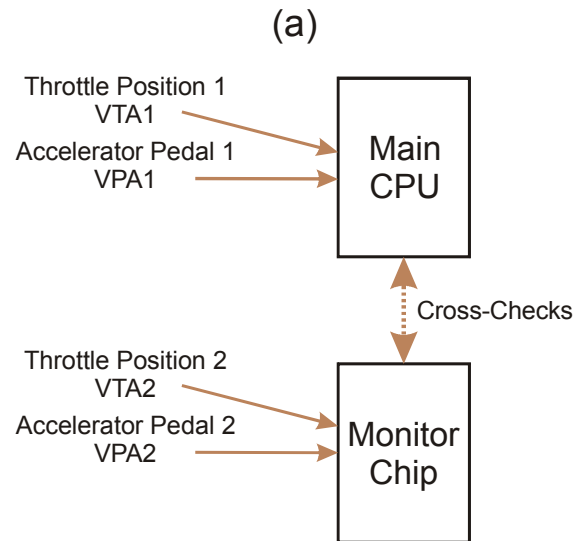 (a)
Throttle Position 1
VTA1
Accelerator Pedal 1
VPA1
Main
CPU
Cross-Checks
Throttle Position 2
VTA2
Accelerator Pedal 2
VPA2
Monitor
Chip